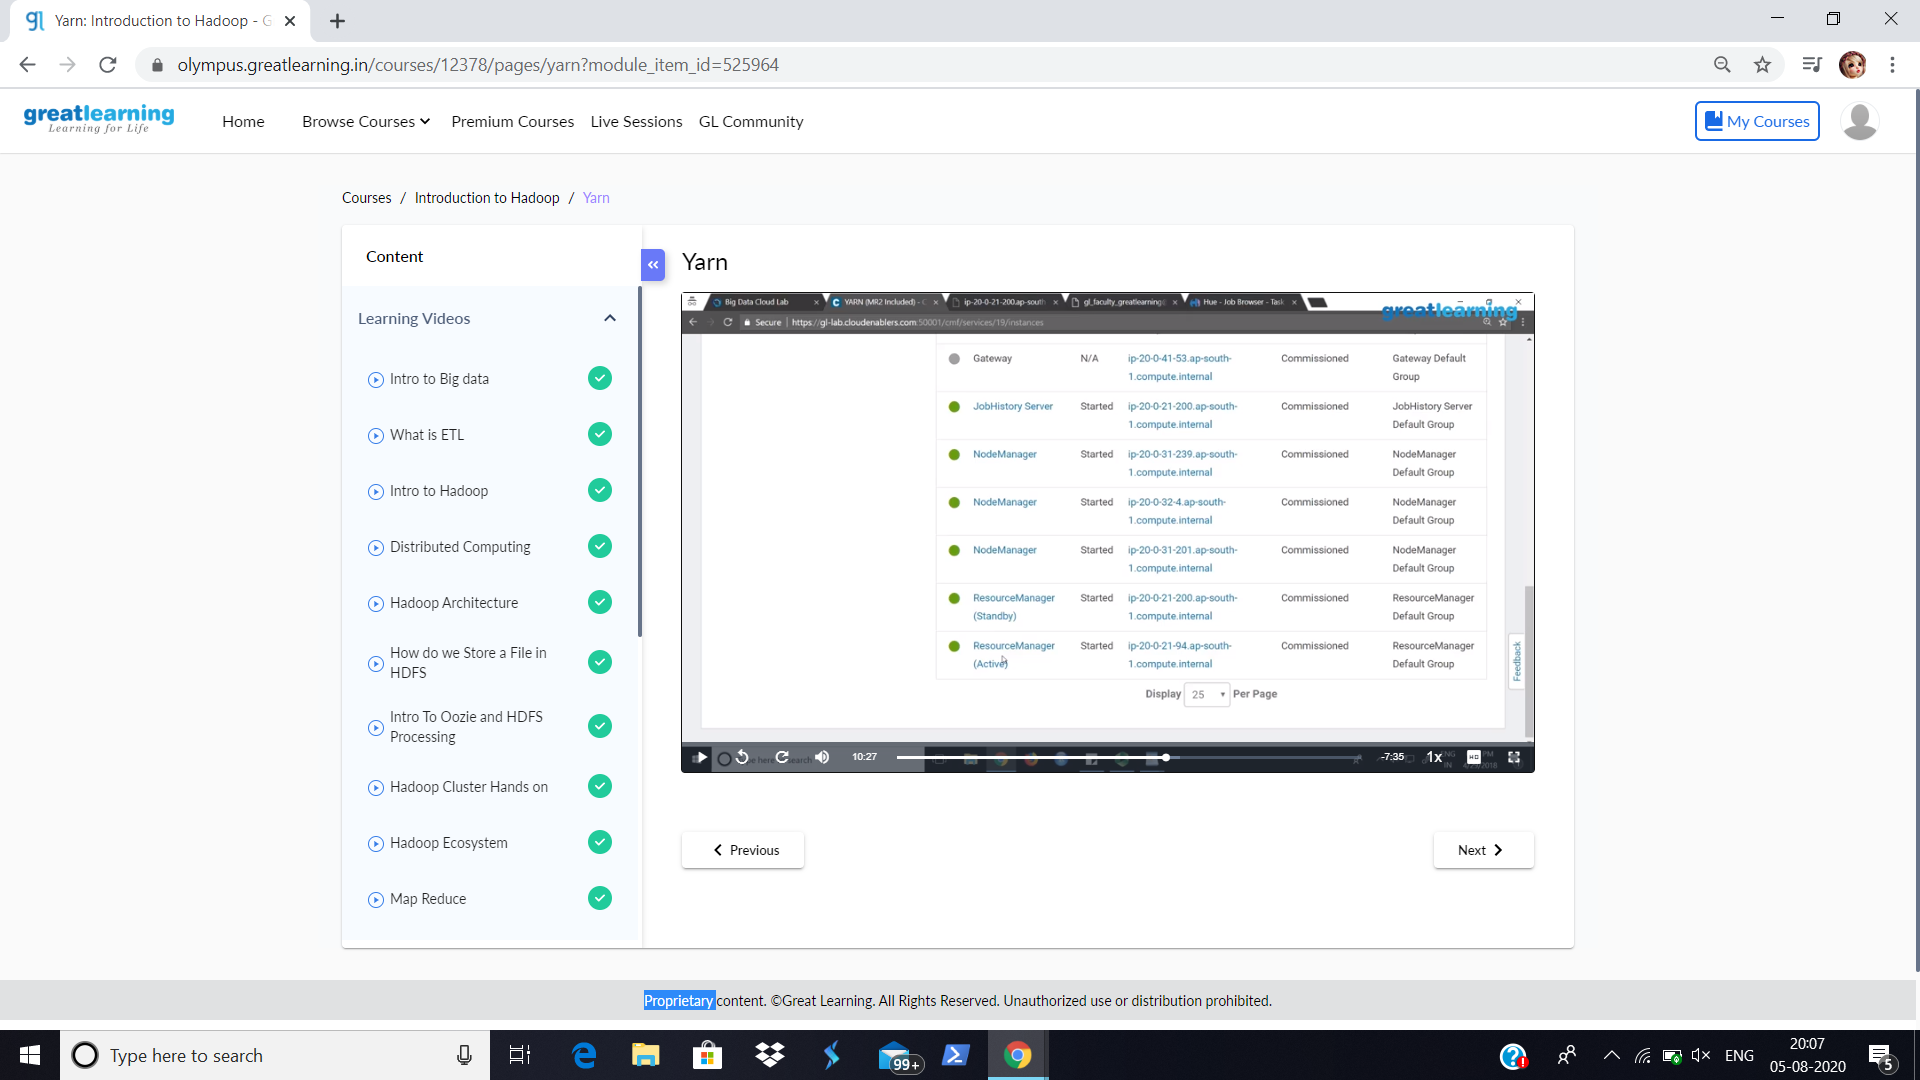 Yarn: Introduction to Hadoop - G
olympus.greatlearning.in/courses/12378/pages/yarn?module_item_id=525964
greatlearning
Learning for Life
Home
Browse Courses
Premium Courses
Live Sessions
GL Community
My Courses
Courses / Introduction to Hadoop / Yarn
Content
Learning Videos
Intro to Big data
What is ETL
Intro to Hadoop
Distributed Computing
Hadoop Architecture
How do we Store a File in
HDFS
Intro To Oozie and HDFS
Processing
Hadoop Cluster Hands on
Hadoop Ecosystem
Map Reduce
Yarn
Big Data Cloud Lab
YARN (MR2 Included) - C
ip-20-0-21-200.ap-south
gl_faculty_greatlearning
Hue - Job Browser - Task
greatlearning
Secure | https://gl-lab.cloudenablers.com:50001/cmf/services/19/instances
Gateway N/A ip-20-0-41-53.ap-south- Commissioned Gateway Default
1.compute.internal Group
JobHistory Server Started ip-20-0-21-200.ap-south- Commissioned JobHistory Server
1.compute.internal Default Group
NodeManager Started ip-20-0-31-239.ap-south- Commissioned NodeManager
1.compute.internal Default Group
NodeManager Started ip-20-0-32-4.ap-south- Commissioned NodeManager
1.compute.internal Default Group
NodeManager Started ip-20-0-31-201.ap-south- Commissioned NodeManager
1.compute.internal Default Group
ResourceManager Started ip-20-0-21-200.ap-south- Commissioned ResourceManager
(Standby) 1.compute.internal Default Group
ResourceManager Started ip-20-0-21-94.ap-south- Commissioned ResourceManager
(Active) 1.compute.internal Default Group
Display 25 Per Page
Feedback
10:27
-7:35
1x
HD
Previous
Next
Proprietary content. ©Great Learning. All Rights Reserved. Unauthorized use or distribution prohibited.
Type here to search
99+
ENG
20:07
05-08-2020
5